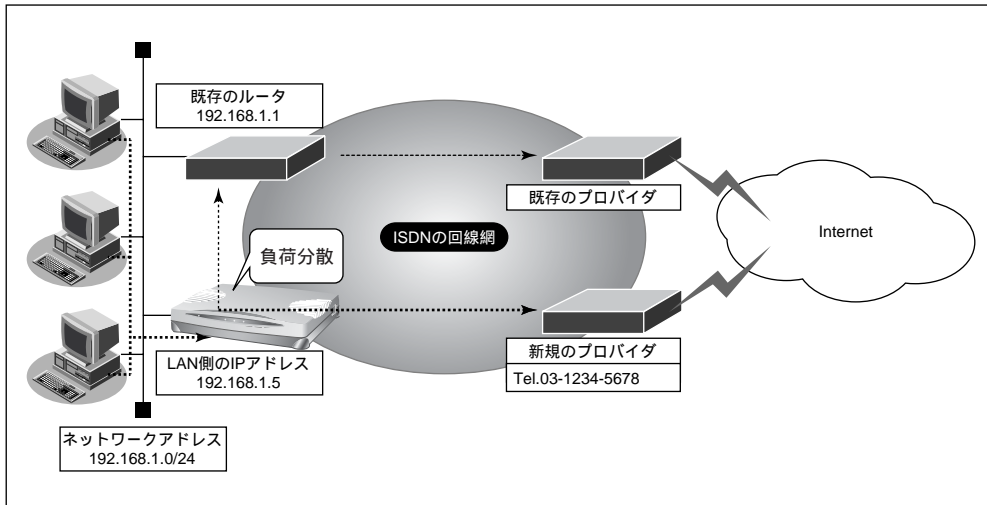 既存のルータ
192.168.1.1
既存のプロバイダ
Internet
ISDNの回線網
負荷分散
LAN側のIPアドレス
192.168.1.5
新規のプロバイダ
Tel.03-1234-5678
ネットワークアドレス
192.168.1.0/24